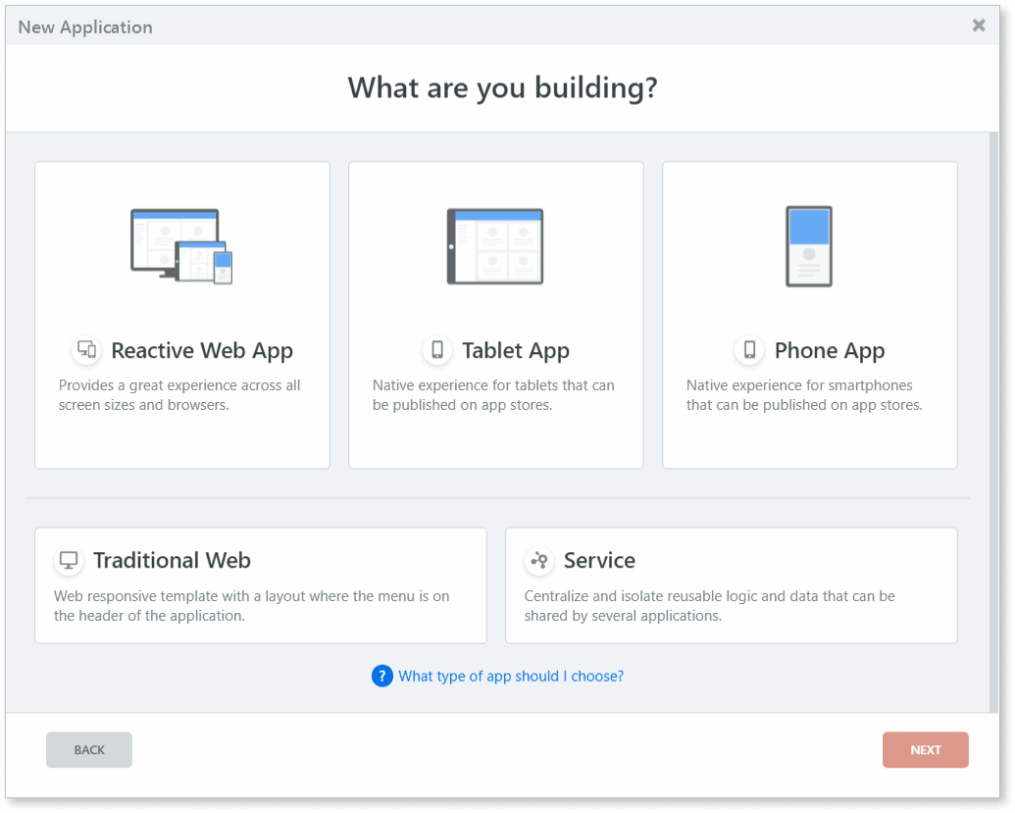 New Application
What are you building?
Reactive Web App
Provides a great experience across all
screen sizes and browsers.
Tablet App
Native experience for tablets that can
be published on app stores.
Phone App
Native experience for smartphones
that can be published on app stores.
Traditional Web
Web responsive template with a layout where the menu is on
the header of the application.
Service
Centralize and isolate reusable logic and data that can be
shared by several applications.
? What type of app should I choose?
BACK
NEXT